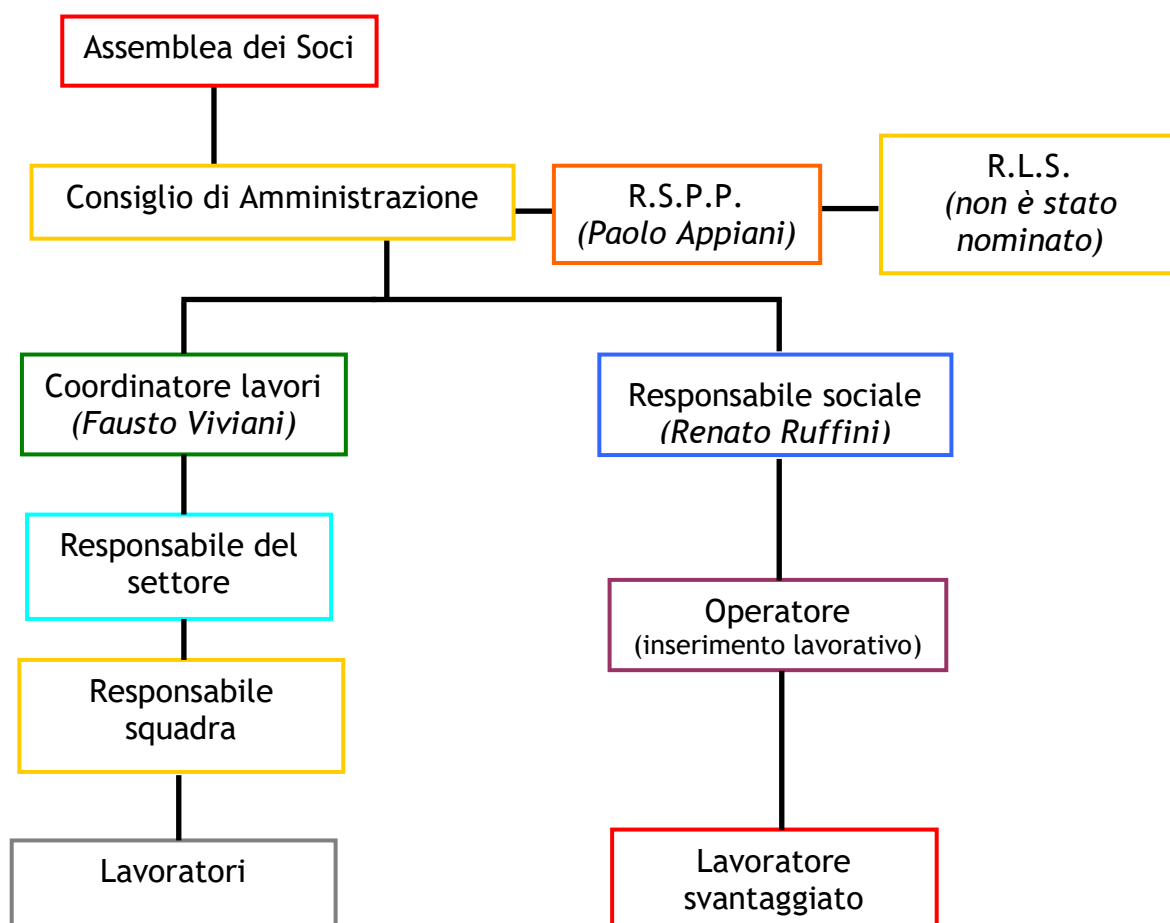 Assemblea dei Soci
Consiglio di Amministrazione
R.S.P.P.
(Paolo Appiani)
R.L.S.
(non è stato
nominato)
Coordinatore lavori
(Fausto Viviani)
Responsabile sociale
(Renato Ruffini)
Responsabile del
settore
Operatore
(inserimento lavorativo)
Responsabile
squadra
Lavoratori
Lavoratore
svantaggiato